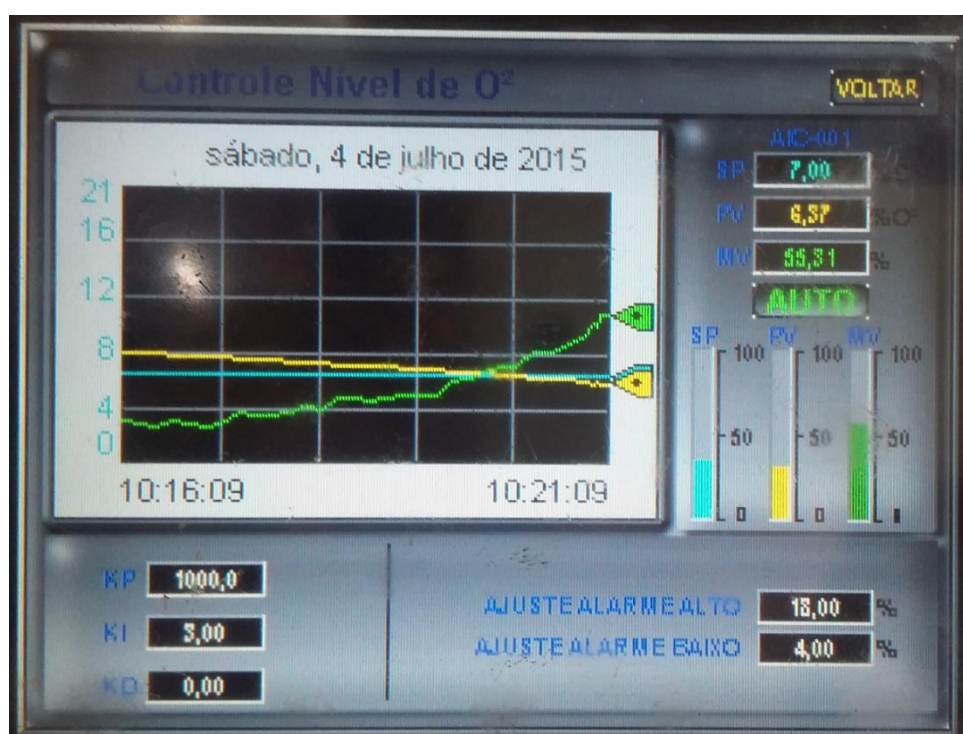 Controle Nível de O²
VOLTAR
sábado, 4 de julho de 2015
21
16
12
8
4
0
10:16:09 10:21:09
AIC-001
SP 7,00
PV 6,37 %O²
MV 55,31 %
AUTO
SP PV MV
100 100 100
50 50 50
0 0
KP 1000,0
KI 3,00
KD 0,00
AJUSTE ALARME ALTO 18,00 %
AJUSTE ALARME BAIXO 4,00 %